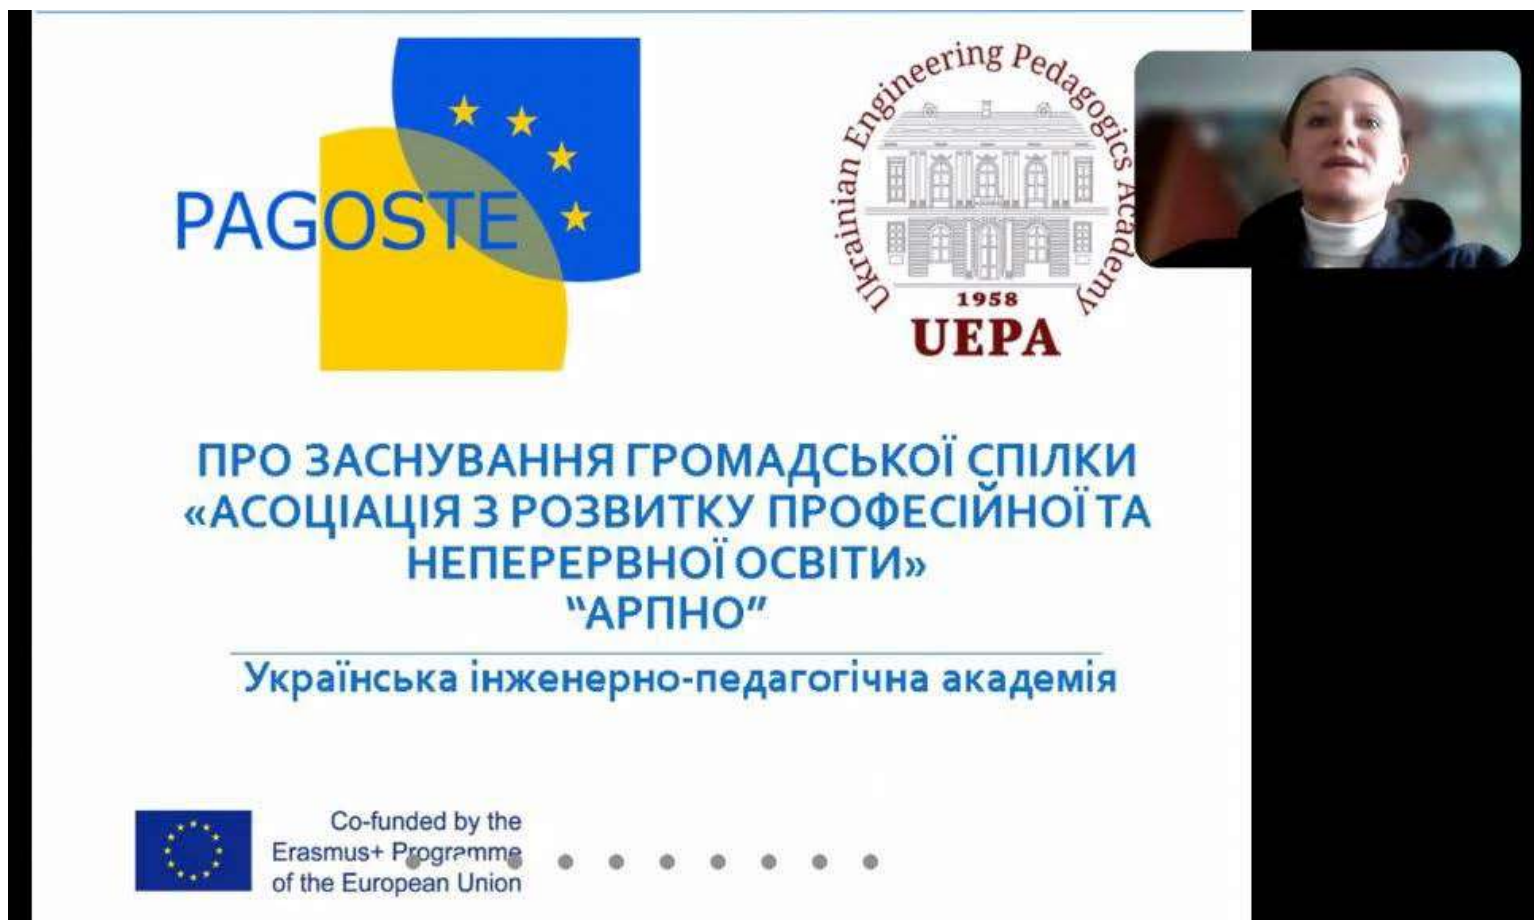 PAGOSTE
Ukrainian Engineering Pedagogics Academy
1958
UEPA
ПРО ЗАСНУВАННЯ ГРОМАДСЬКОЇ СПІЛКИ
«АСОЦІАЦІЯ З РОЗВИТКУ ПРОФЕСІЙНОЇ ТА
НЕПЕРЕРВНОЇ ОСВІТИ»
“АРПНО”
Українська інженерно-педагогічна академія
Co-funded by the
Erasmus+ Programme
of the European Union